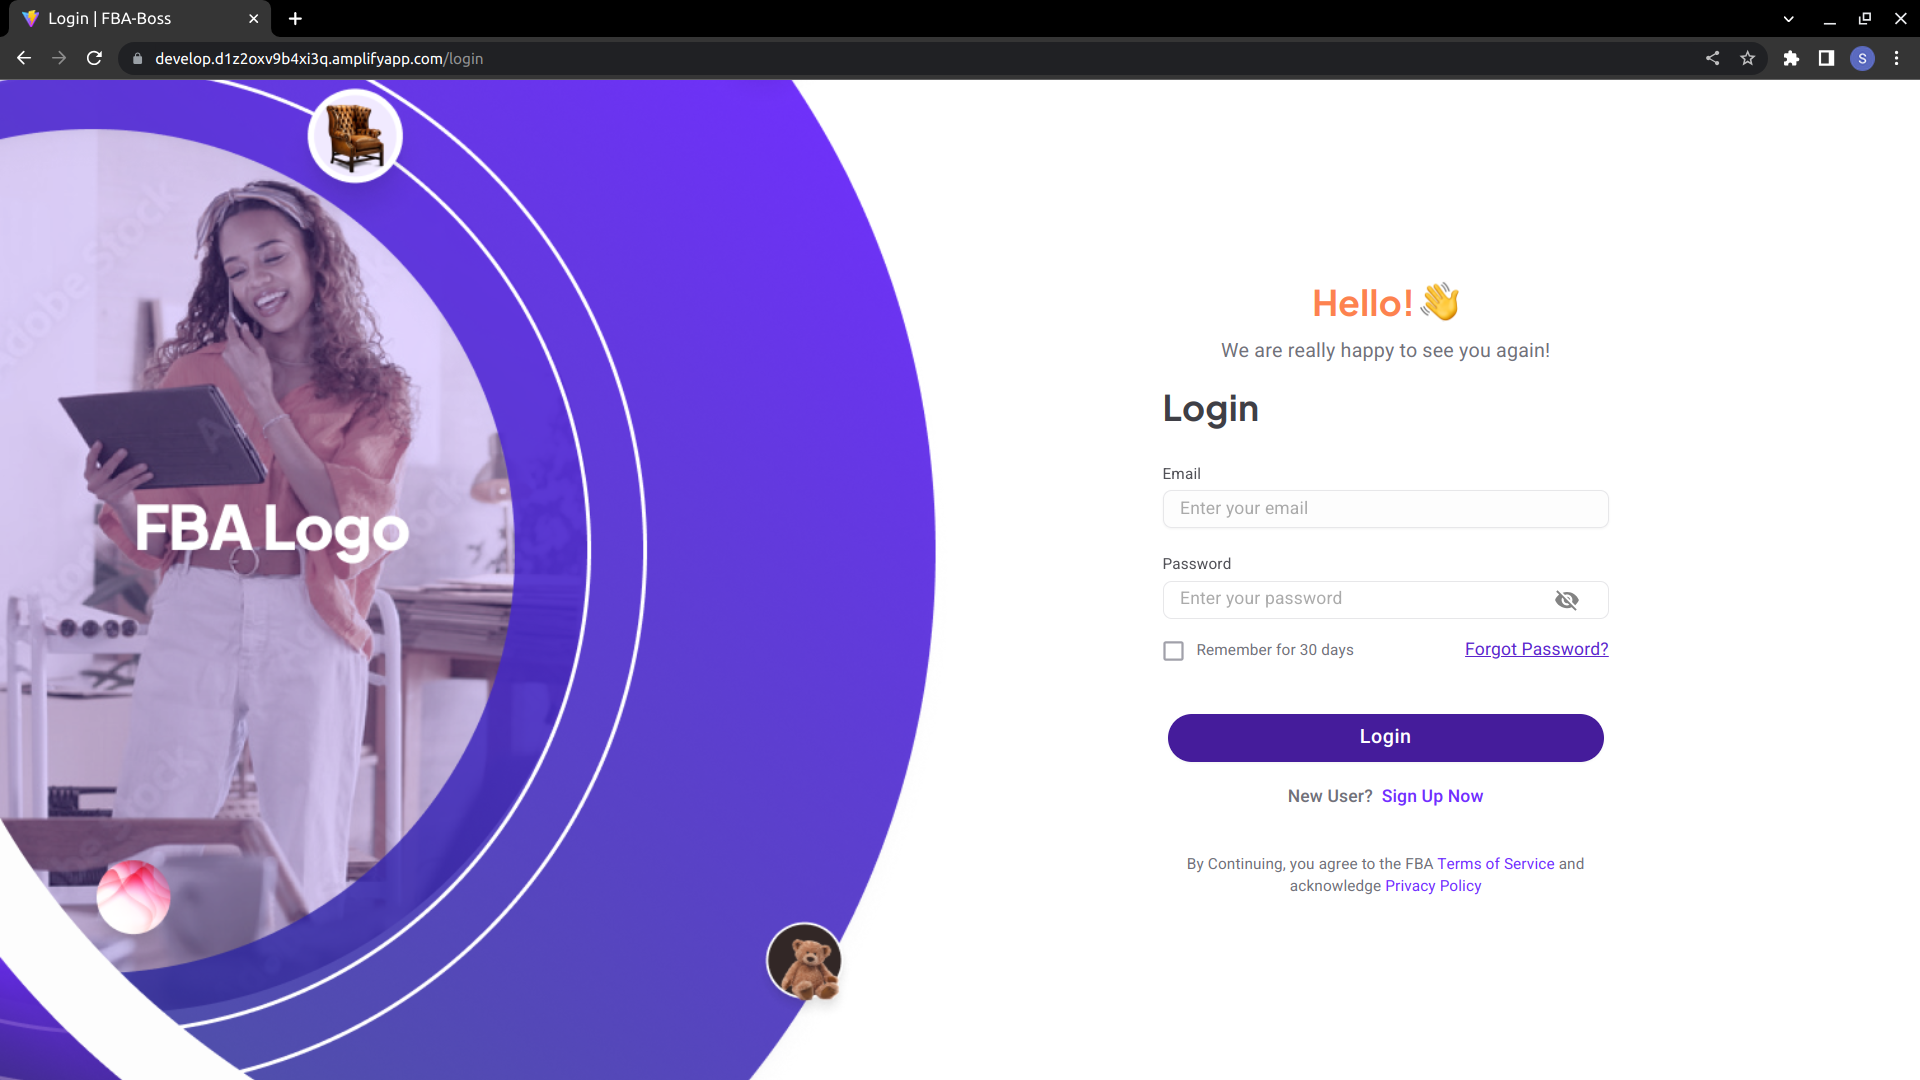 Login | FBA-Boss
develop.d1z2oxv9b4xi3q.amplifyapp.com/login
S
Adobe Stock
FBA Logo
Hello!
We are really happy to see you again!
Login
Email
Enter your email
Password
Enter your password
Remember for 30 days
Forgot Password?
Login
New User? Sign Up Now
By Continuing, you agree to the FBA Terms of Service and
acknowledge Privacy Policy